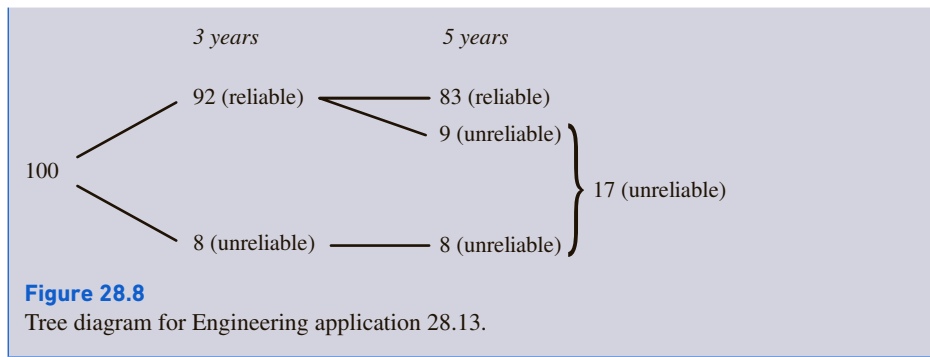 3 years 5 years
92 (reliable) 83 (reliable)
9 (unreliable)
100
17 (unreliable)
8 (unreliable) 8 (unreliable)
Figure 28.8
Tree diagram for Engineering application 28.13.